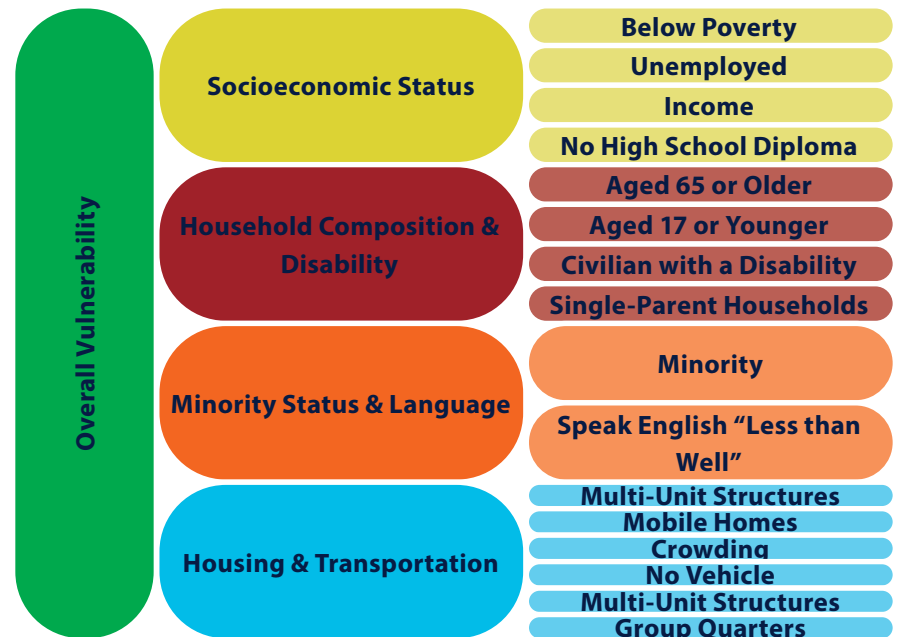 Overall Vulnerability
Socioeconomic Status
Below Poverty
Unemployed
Income
No High School Diploma
Household Composition &
Disability
Aged 65 or Older
Aged 17 or Younger
Civilian with a Disability
Single-Parent Households
Minority Status & Language
Minority
Speak English “Less than
Well”
Housing & Transportation
Multi-Unit Structures
Mobile Homes
Crowding
No Vehicle
Multi-Unit Structures
Group Quarters